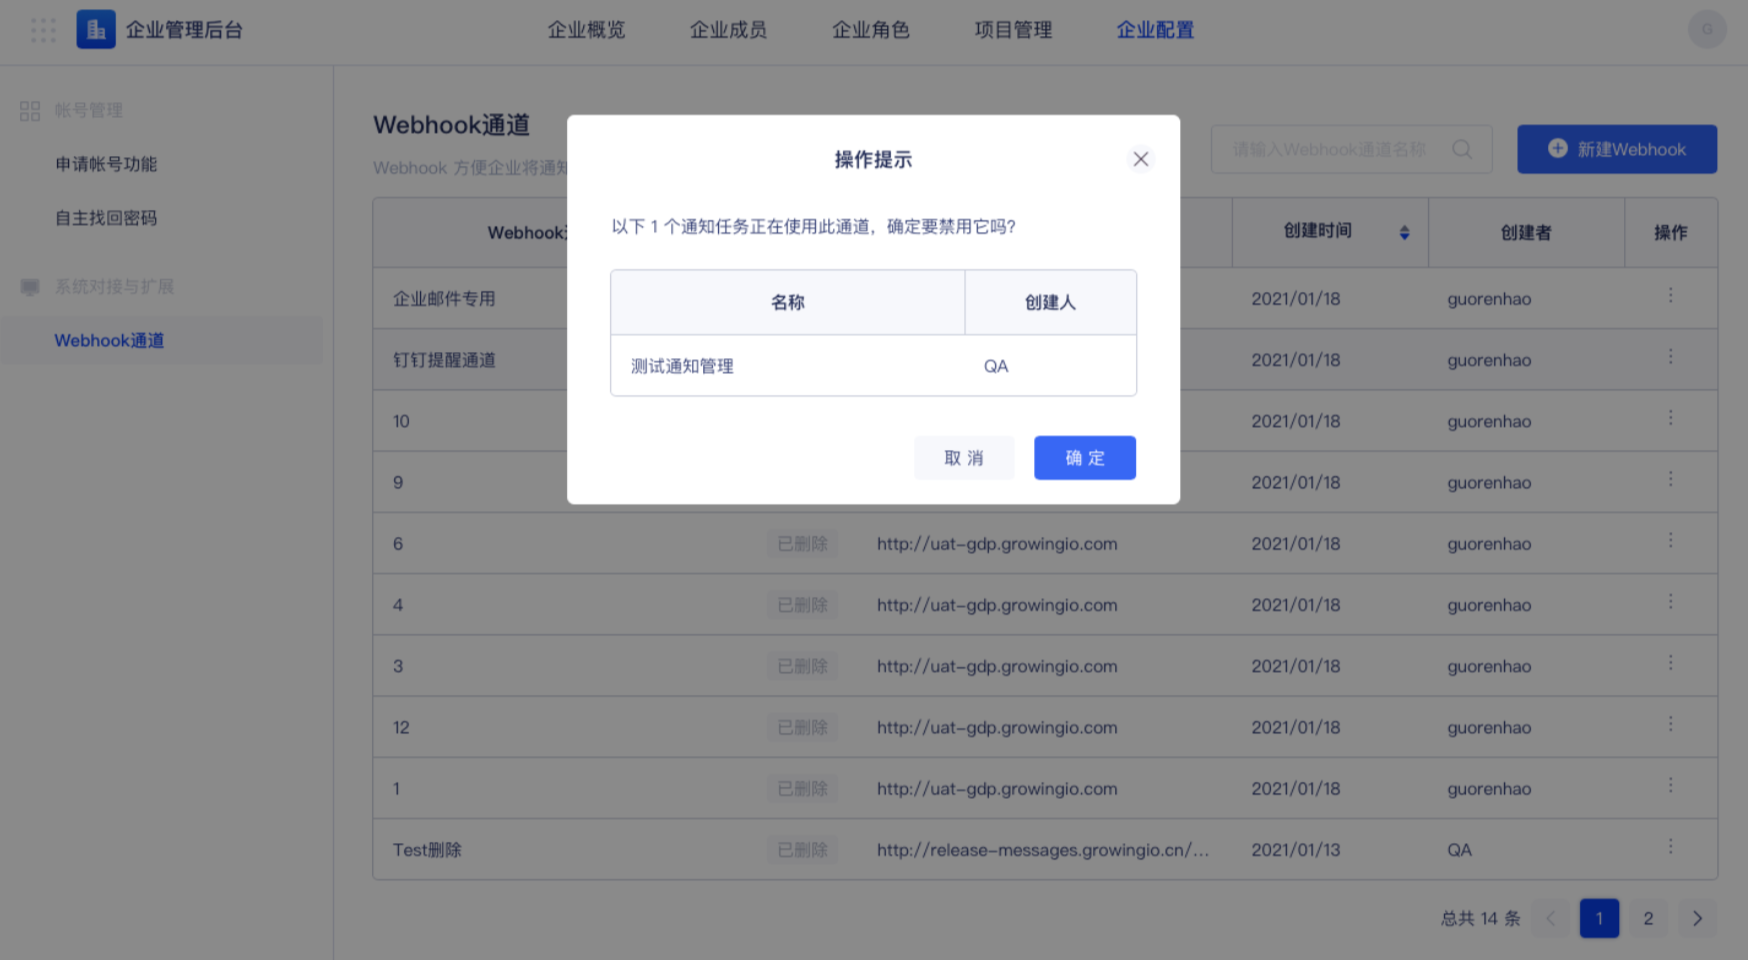 企业管理后台
企业概览
企业成员
企业角色
项目管理
企业配置
G
帐号管理
申请帐号功能
自主找回密码
系统对接与扩展
Webhook通道
Webhook通道
Webhook 方便企业将通知
请输入Webhook通道名称
新建Webhook
操作提示
以下 1 个通知任务正在使用此通道，确定要禁用它吗?
名称 创建人
测试通知管理 QA
取 消
确 定
Webhook 创建时间 创建者 操作
企业邮件专用 2021/01/18 guorenhao
钉钉提醒通道 2021/01/18 guorenhao
10 2021/01/18 guorenhao
9 2021/01/18 guorenhao
6 已删除 http://uat-gdp.growingio.com 2021/01/18 guorenhao
4 已删除 http://uat-gdp.growingio.com 2021/01/18 guorenhao
3 已删除 http://uat-gdp.growingio.com 2021/01/18 guorenhao
12 已删除 http://uat-gdp.growingio.com 2021/01/18 guorenhao
1 已删除 http://uat-gdp.growingio.com 2021/01/18 guorenhao
Test删除 已删除 http://release-messages.growingio.cn/... 2021/01/13 QA
总共 14 条 1 2